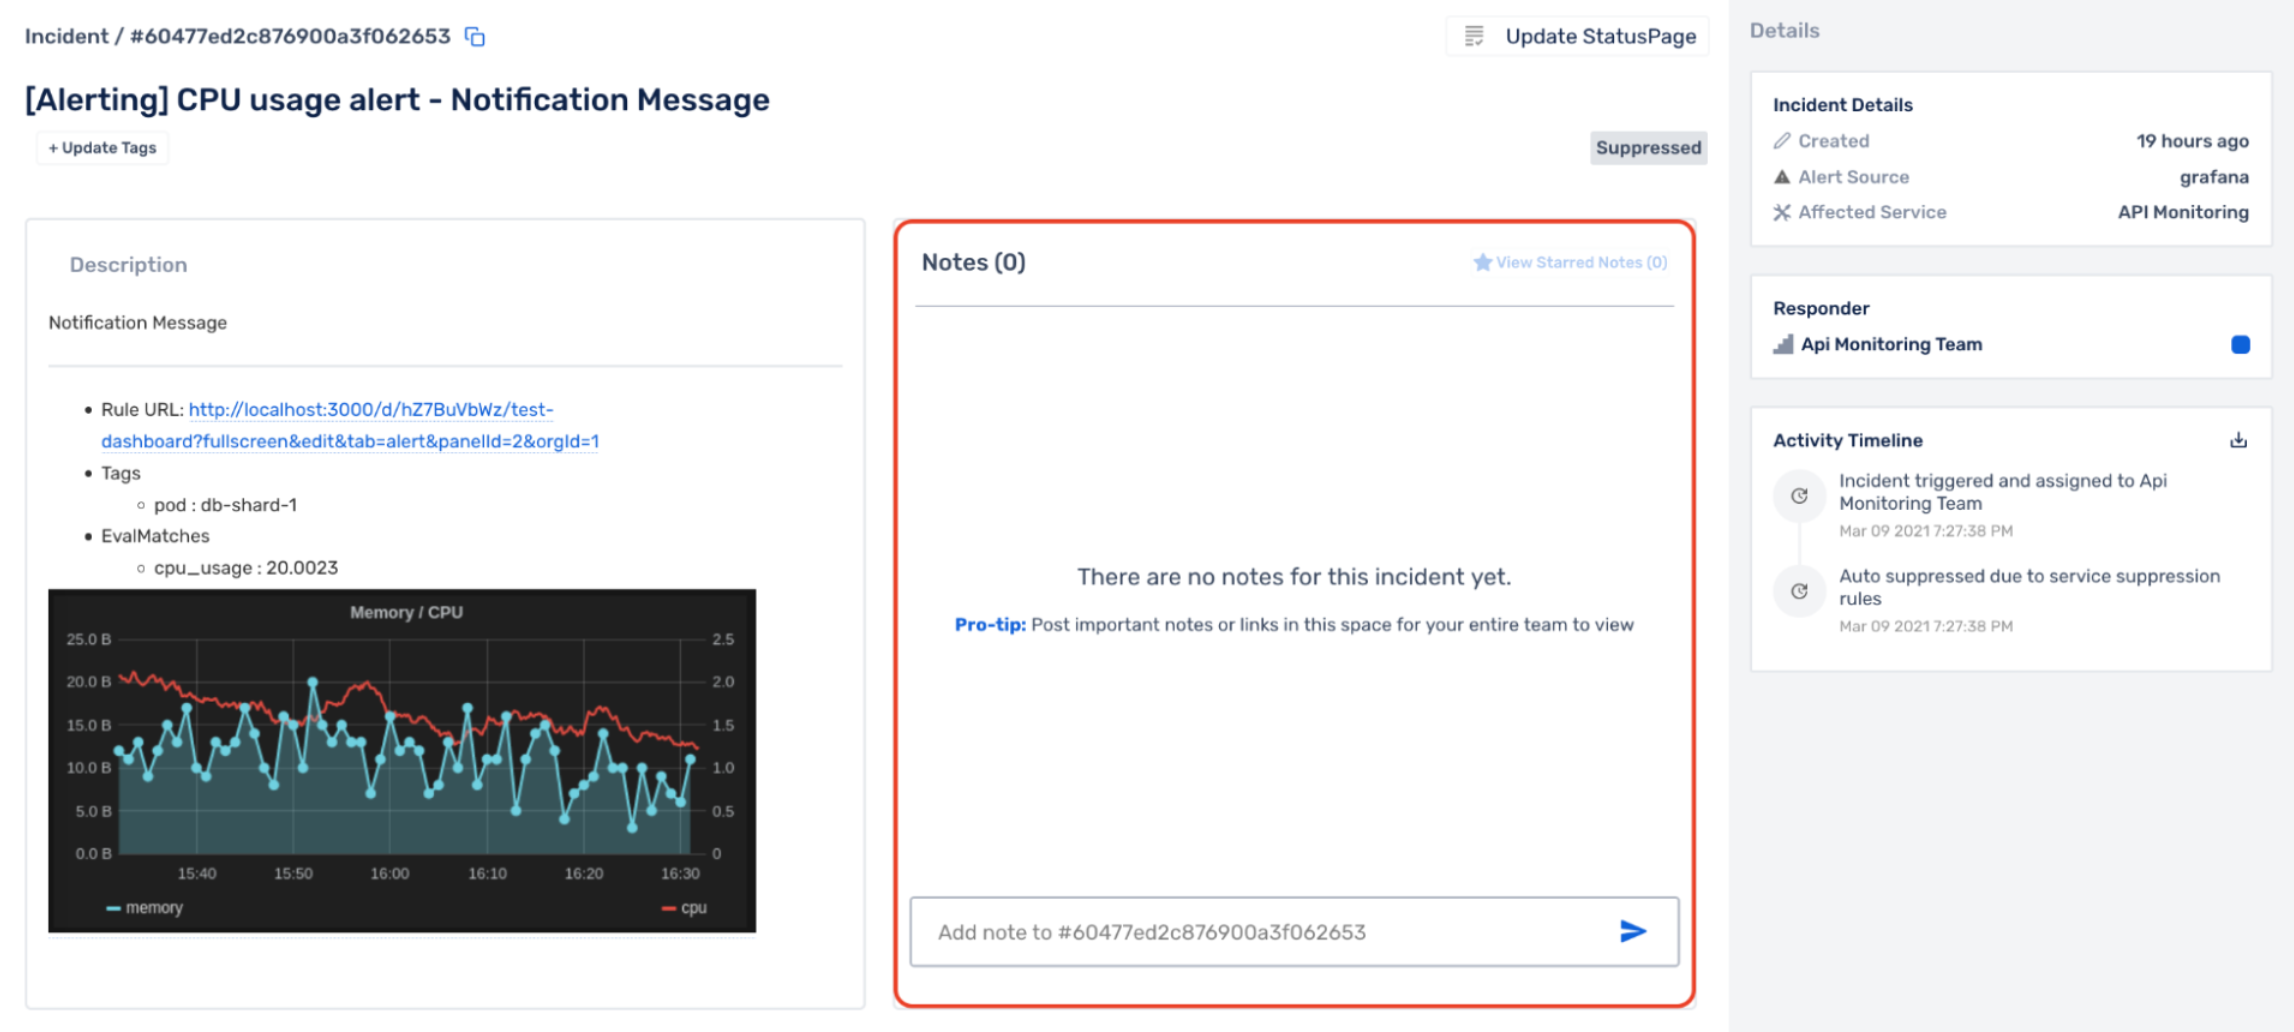 Incident / #60477ed2c876900a3f062653
Update StatusPage
[Alerting] CPU usage alert - Notification Message
+ Update Tags
Suppressed
Description
Notification Message
• Rule URL: http://localhost:3000/d/hZ7BuVbWz/test-
dashboard?fullscreen&edit&tab=alert&panelId=2&orgId=1
• Tags
◦ pod : db-shard-1
• EvalMatches
◦ cpu_usage : 20.0023
Memory / CPU
25.0 B
20.0 B
15.0 B
10.0 B
5.0 B
0.0 B
2.5
2.0
1.5
1.0
0.5
0
15:40 15:50 16:00 16:10 16:20 16:30
memory
cpu
Notes (0)
View Starred Notes (0)
There are no notes for this incident yet.
Pro-tip: Post important notes or links in this space for your entire team to view
Add note to #60477ed2c876900a3f062653
Details
Incident Details
Created 19 hours ago
Alert Source grafana
Affected Service API Monitoring
Responder
Api Monitoring Team
Activity Timeline
Incident triggered and assigned to Api
Monitoring Team
Mar 09 2021 7:27:38 PM
Auto suppressed due to service suppression
rules
Mar 09 2021 7:27:38 PM